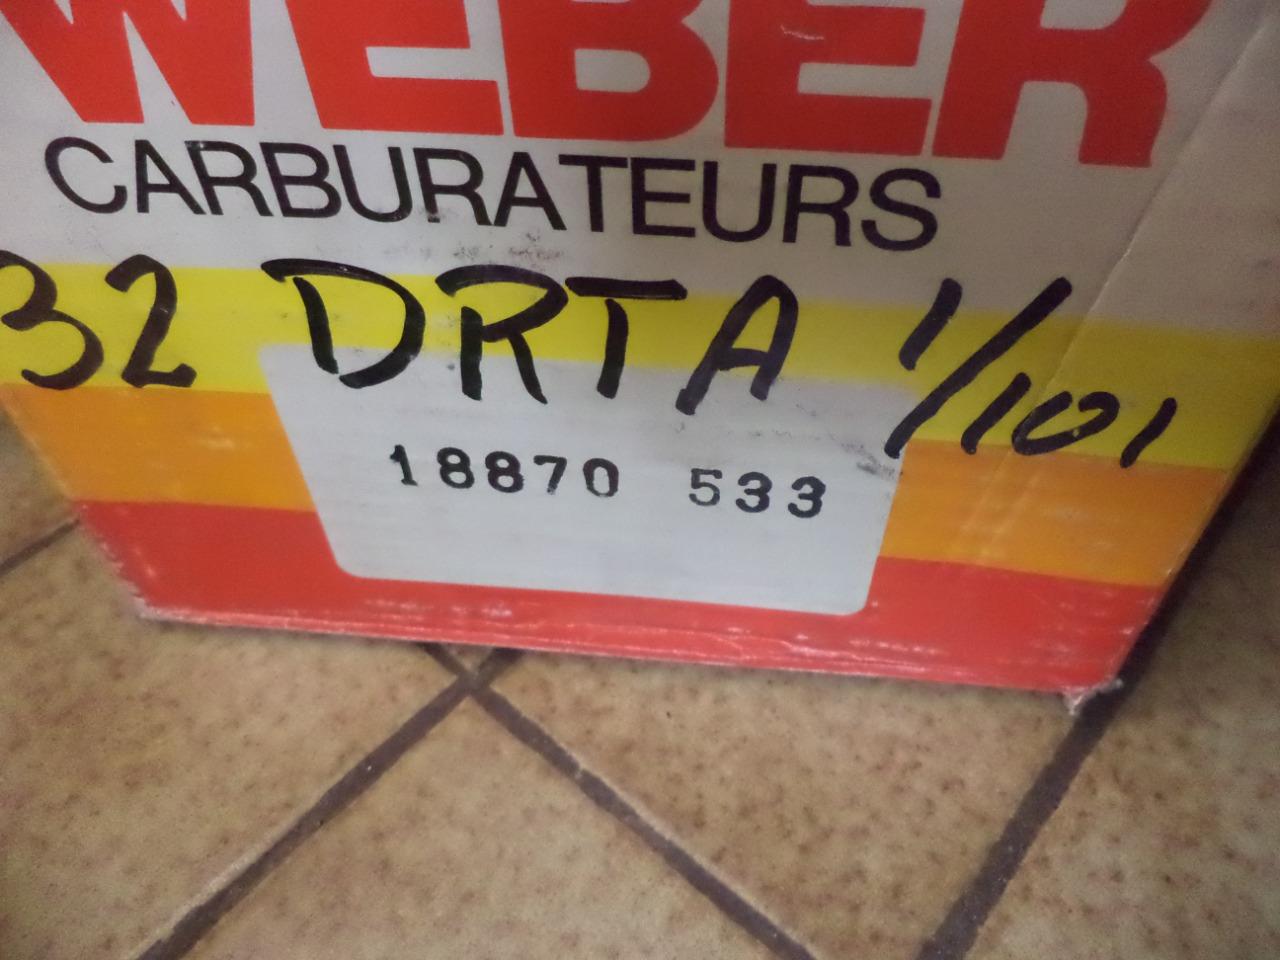 WEBER
CARBURATEURS
32 DRTA 1/101
18870 533